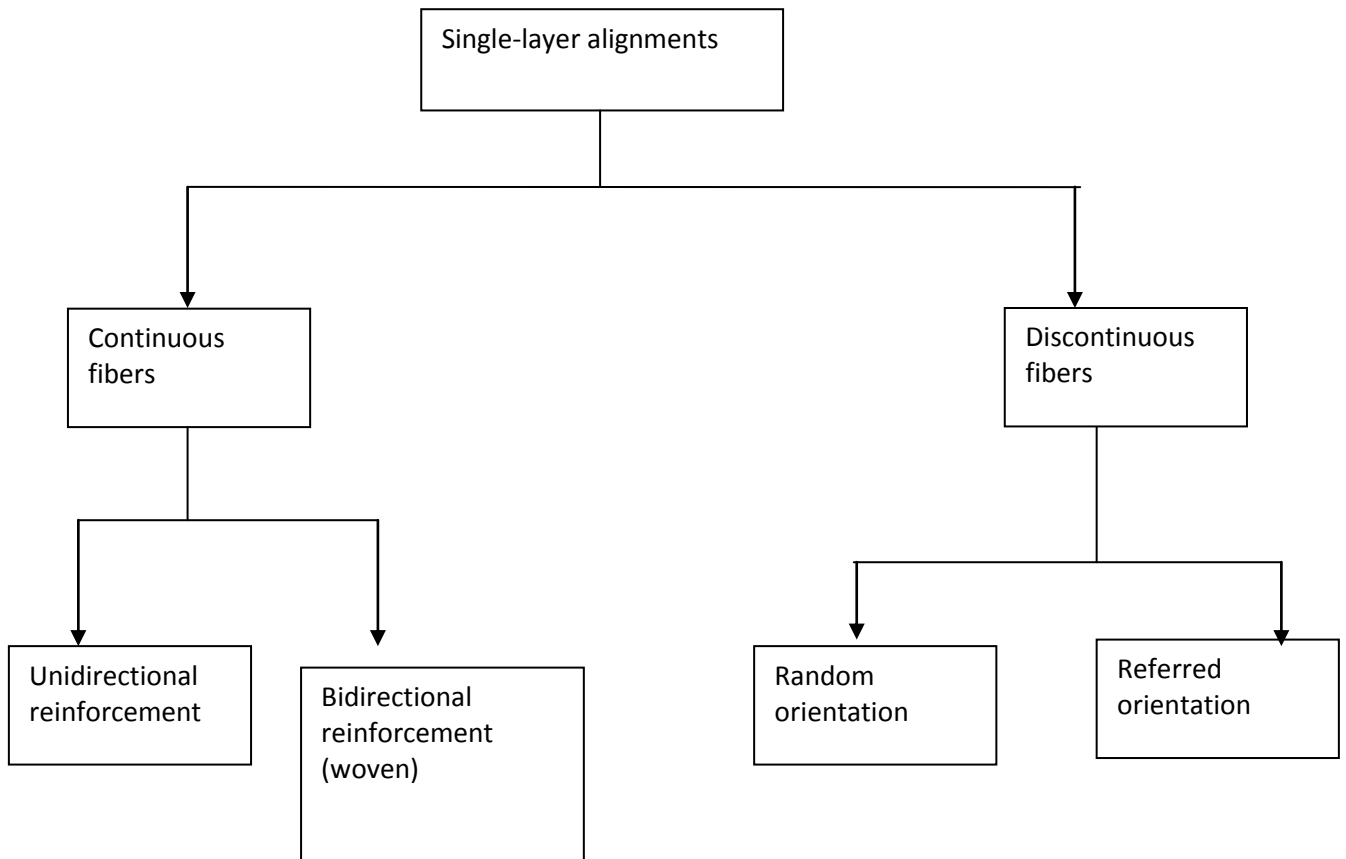 Single-layer alignments
Continuous
fibers
Discontinuous
fibers
Unidirectional
reinforcement
Bidirectional
reinforcement
(woven)
Random
orientation
Referred
orientation